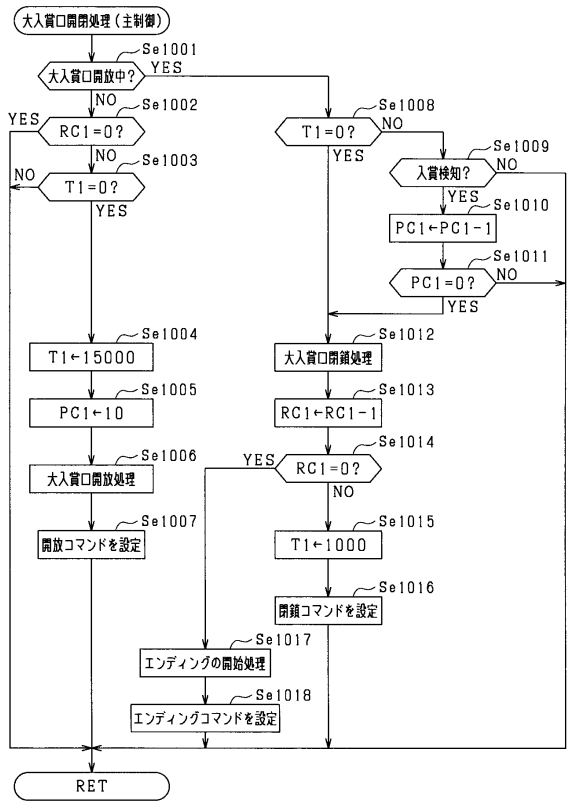 大入賞口開閉処理(主制御)
Se1001
大入賞口開放中?
YES
NO
Se1002
YES
RC1=0?
NO
Se1003
NO
T1=0?
YES
Se1004
T1←15000
Se1005
PC1←10
Se1006
大入賞口開放処理
Se1007
開放コマンドを設定
Se1008
T1=0?
NO
YES
Se1009
入賞検知?
NO
YES
Se1010
PC1←PC1-1
Se1011
PC1=0?
NO
YES
Se1012
大入賞口閉鎖処理
Se1013
RC1←RC1-1
Se1014
YES
RC1=0?
NO
Se1015
T1←1000
Se1016
閉鎖コマンドを設定
Se1017
エンディングの開始処理
Se1018
エンディングコマンドを設定
RET